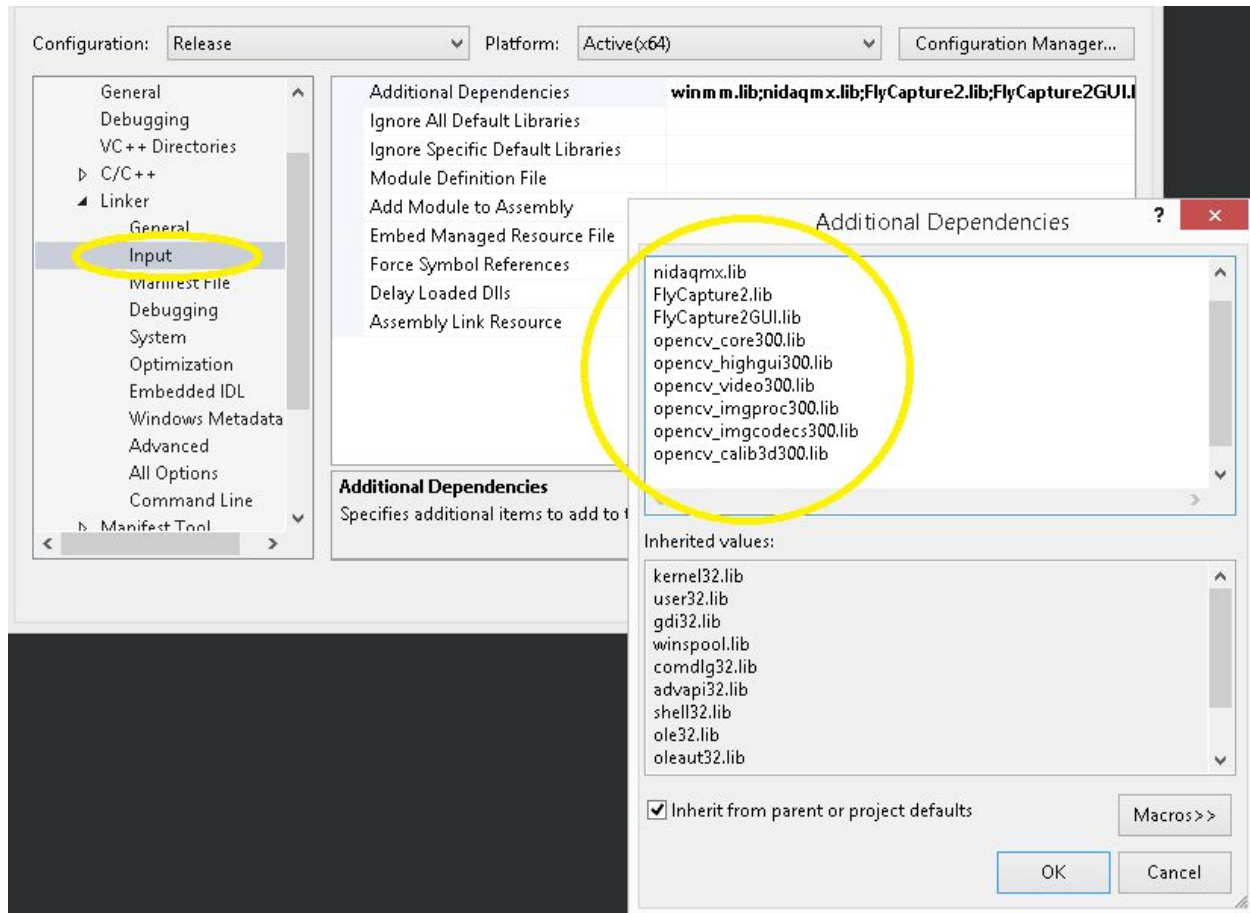 Configuration: Release Platform: Active(x64) Configuration Manager...
General
Debugging
VC++ Directories
C/C++
Linker
General
Input
Manifest File
Debugging
System
Optimization
Embedded IDL
Windows Metadata
Advanced
All Options
Command Line
Manifest Tool
Additional Dependencies winmm.lib;nidaqmx.lib;FlyCapture2.lib;FlyCapture2GUI.l
Ignore All Default Libraries
Ignore Specific Default Libraries
Module Definition File
Add Module to Assembly
Embed Managed Resource File
Force Symbol References
Delay Loaded Dlls
Assembly Link Resource
Additional Dependencies
Specifies additional items to add to t
Additional Dependencies ? ×
nidaqmx.lib
FlyCapture2.lib
FlyCapture2GUI.lib
opencv_core300.lib
opencv_highgui300.lib
opencv_video300.lib
opencv_imgproc300.lib
opencv_imgcodecs300.lib
opencv_calib3d300.lib
Inherited values:
kernel32.lib
user32.lib
gdi32.lib
winspool.lib
comdlg32.lib
advapi32.lib
shell32.lib
ole32.lib
oleaut32.lib
Inherit from parent or project defaults
Macros>>
OK Cancel